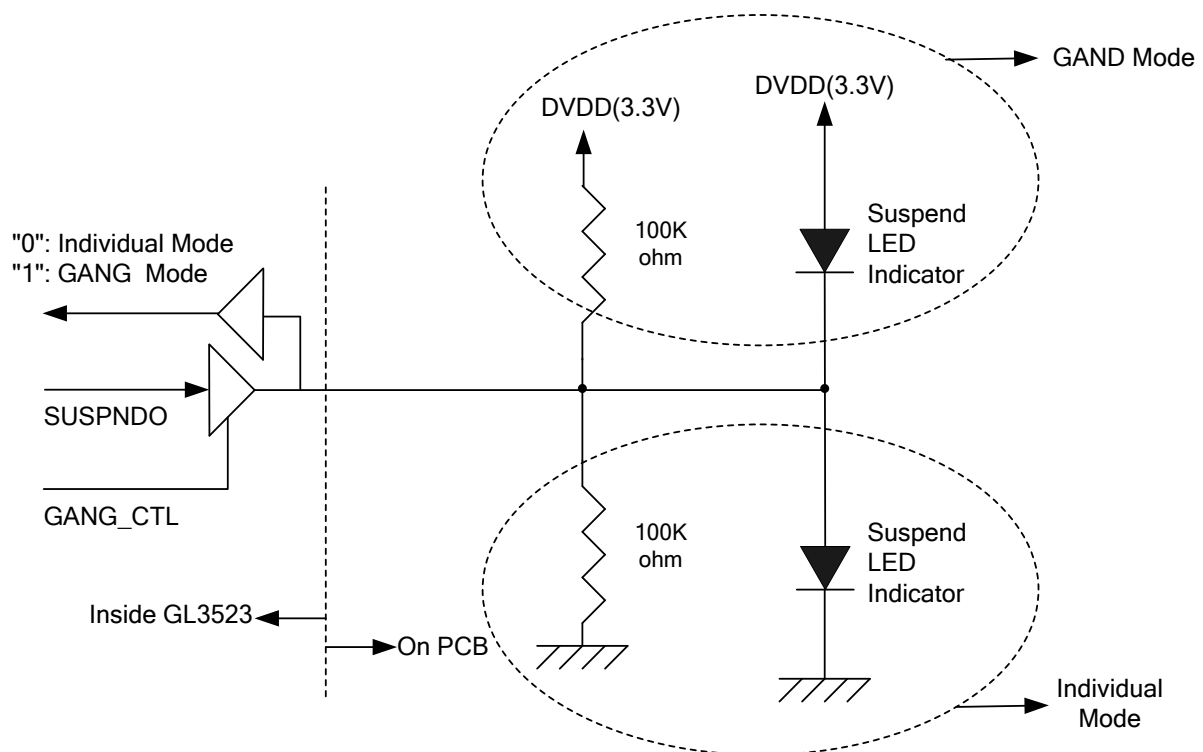 GAND Mode
DVDD(3.3V)
DVDD(3.3V)
"0": Individual Mode
"1": GANG Mode
100K
ohm
Suspend
LED
Indicator
SUSPNDO
GANG_CTL
100K
ohm
Suspend
LED
Indicator
Inside GL3523
On PCB
Individual
Mode